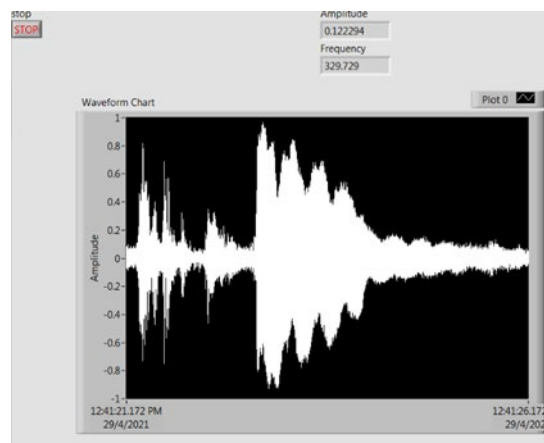 stop
STOP
Amplitude
0.122294
Frequency
329.729
Waveform Chart
Plot 0
1
0.8
0.6
0.4
0.2
0
-0.2
-0.4
-0.6
-0.8
-1
Amplitude
12:41:21.172 PM
29/4/2021
12:41:26.172
29/4/202